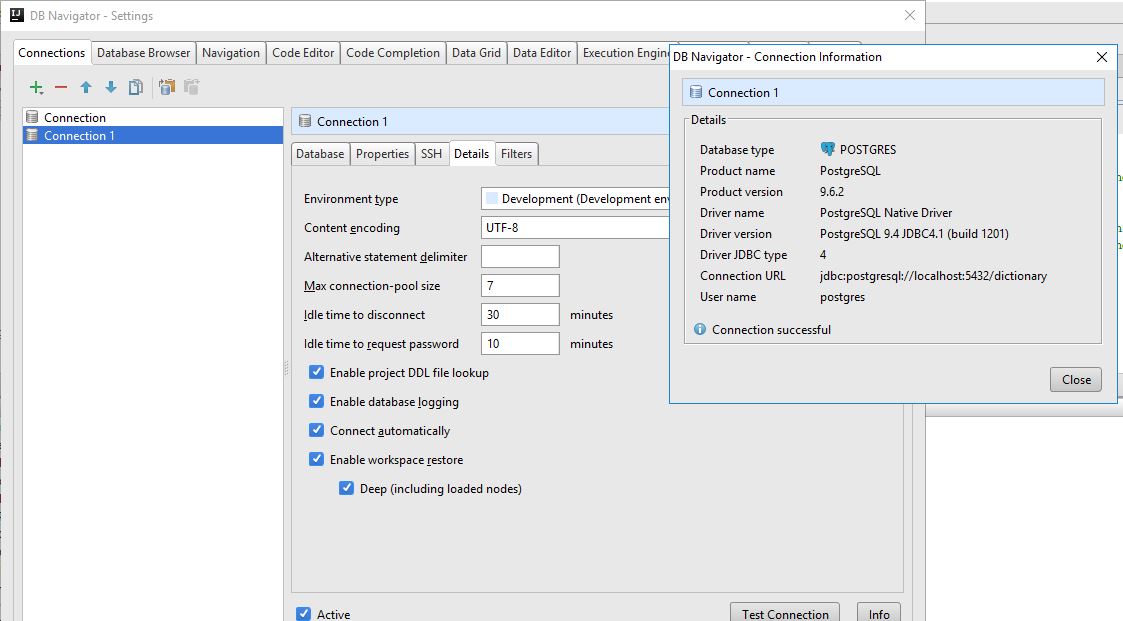 DB Navigator - Settings
Connections Database Browser Navigation Code Editor Code Completion Data Grid Data Editor Execution Engin
Connection
Connection 1
Connection 1
Database Properties SSH Details Filters
Environment type Development (Development env
Content encoding UTF-8
Alternative statement delimiter
Max connection-pool size 7
Idle time to disconnect 30 minutes
Idle time to request password 10 minutes
Enable project DDL file lookup
Enable database logging
Connect automatically
Enable workspace restore
Deep (including loaded nodes)
Active Test Connection Info
DB Navigator - Connection Information
Connection 1
Details
Database type POSTGRES
Product name PostgreSQL
Product version 9.6.2
Driver name PostgreSQL Native Driver
Driver version PostgreSQL 9.4 JDBC4.1 (build 1201)
Driver JDBC type 4
Connection URL jdbc:postgresql://localhost:5432/dictionary
User name postgres
Connection successful
Close